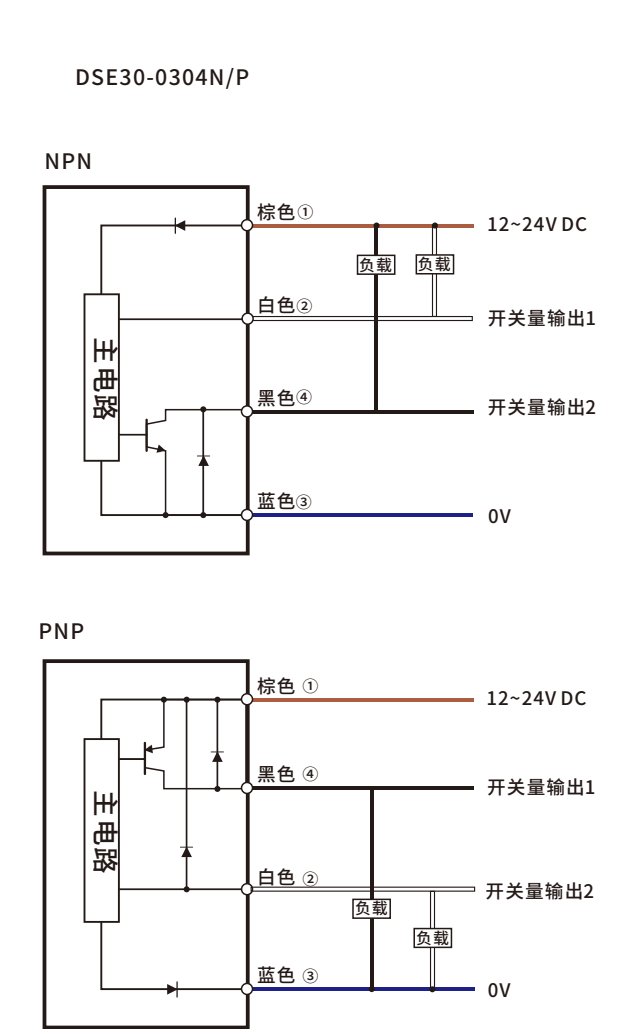 DSE30-0304N/P
NPN
棕色①
12~24V DC
负载
负载
白色②
开关量输出1
主电路
黑色④
开关量输出2
蓝色③
0V
PNP
棕色 ①
12~24V DC
黑色 ④
开关量输出1
主电路
白色 ②
开关量输出2
负载
负载
蓝色 ③
0V